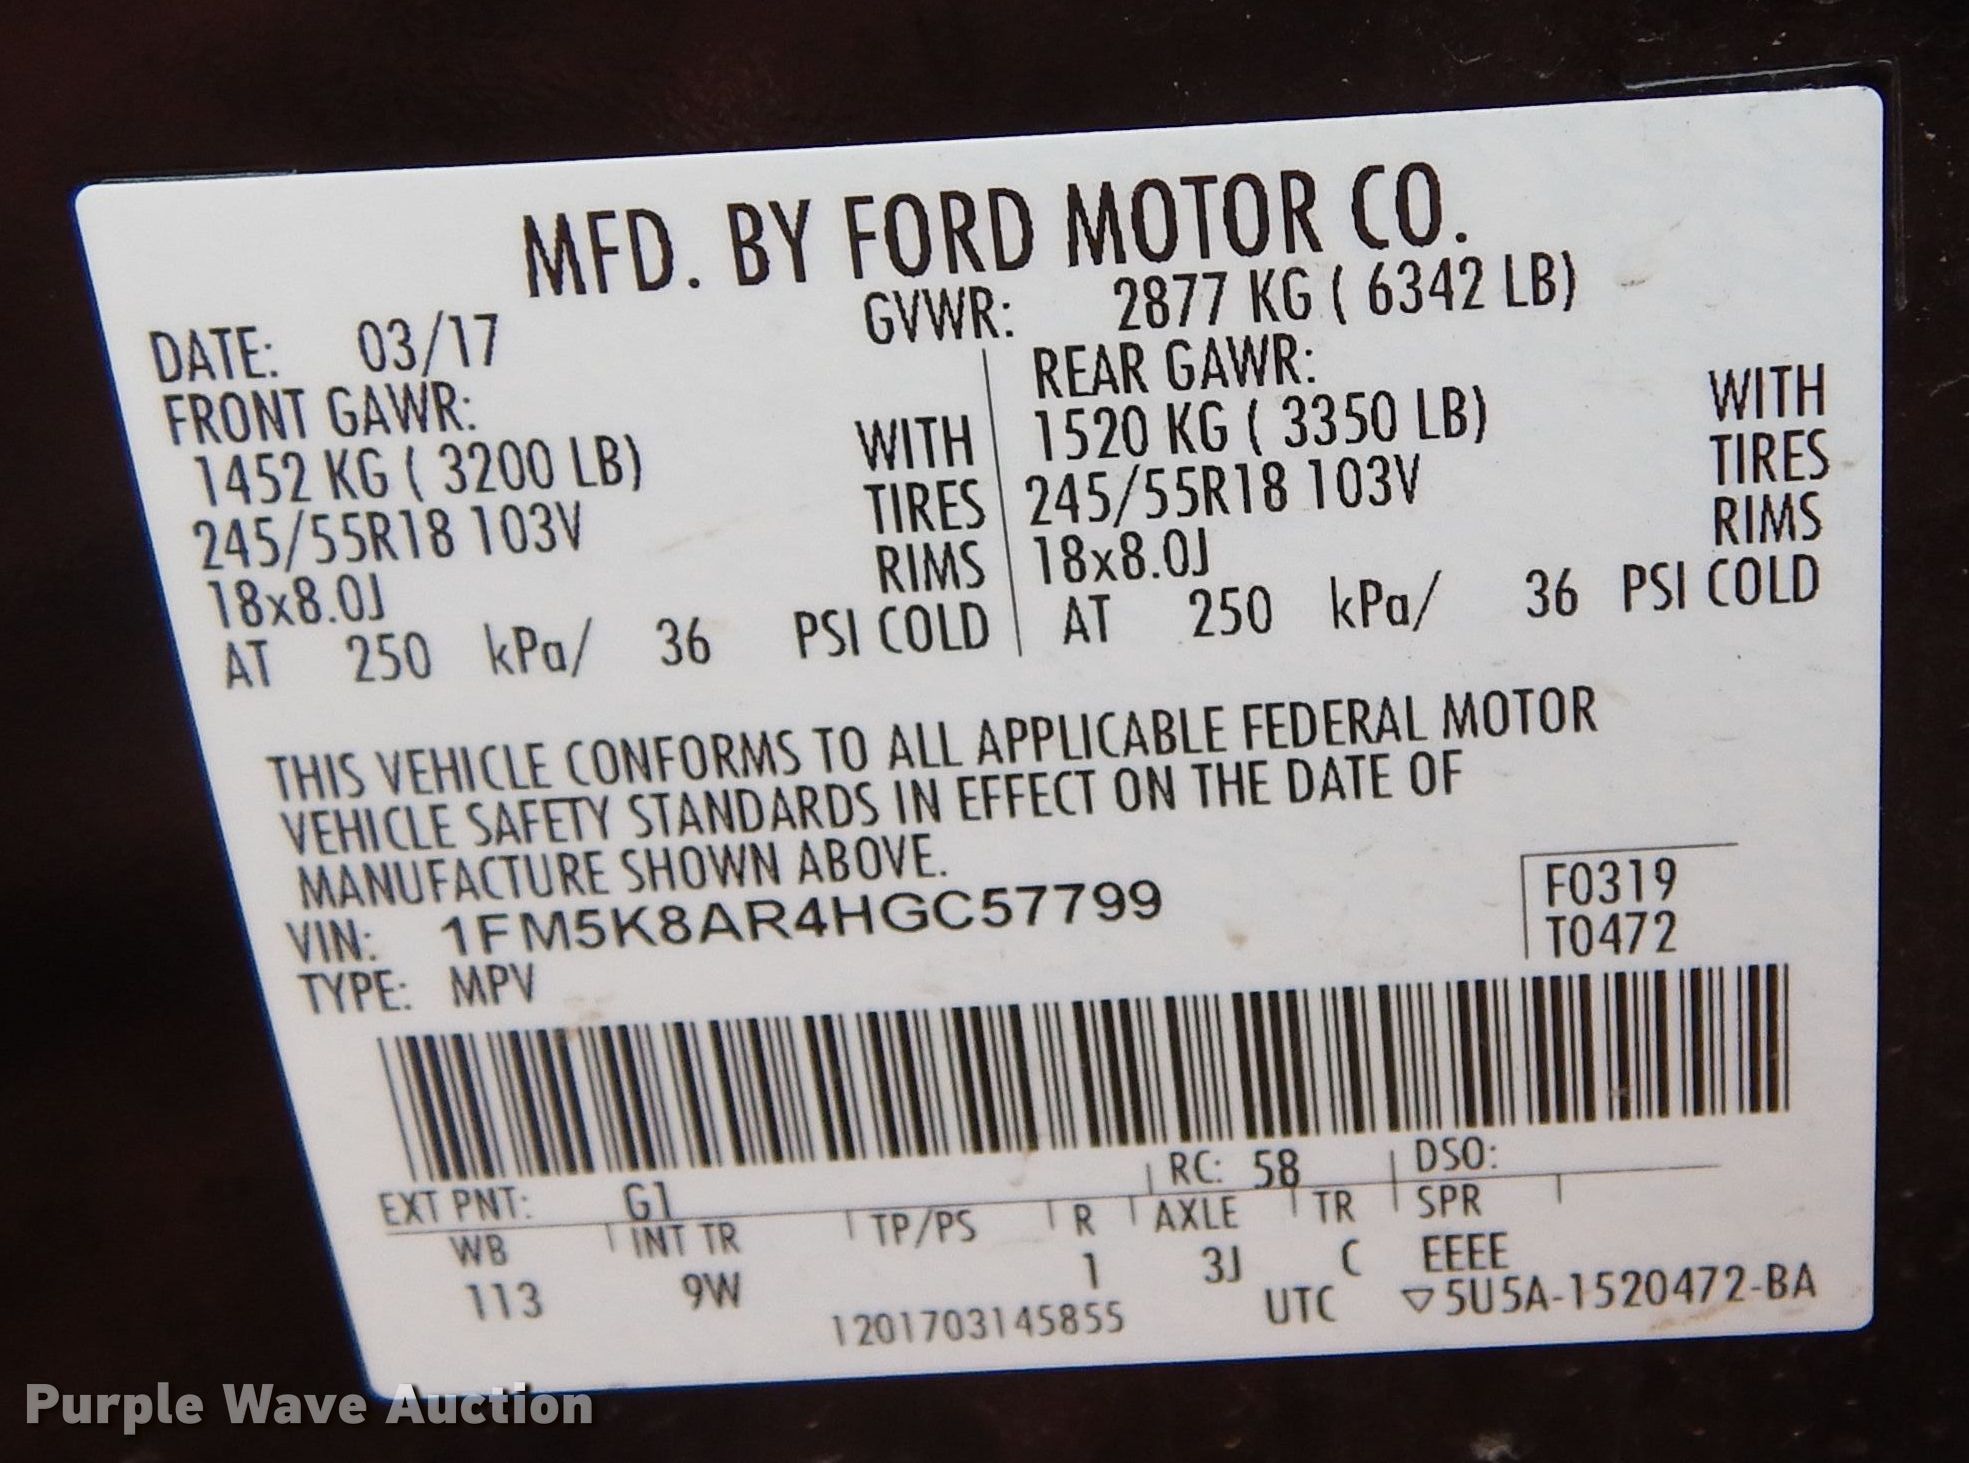 MFD. BY FORD MOTOR CO.
DATE: 03/17 GVWR: 2877 KG ( 6342 LB)
FRONT GAWR: REAR GAWR:
1452 KG ( 3200 LB) WITH 1520 KG ( 3350 LB) WITH
245/55R18 103V TIRES 245/55R18 103V TIRES
18x8.0J RIMS 18x8.0J RIMS
AT 250 kPa/ 36 PSI COLD AT 250 kPa/ 36 PSI COLD
THIS VEHICLE CONFORMS TO ALL APPLICABLE FEDERAL MOTOR
VEHICLE SAFETY STANDARDS IN EFFECT ON THE DATE OF
MANUFACTURE SHOWN ABOVE.
VIN: 1FM5K8AR4HGC57799
F0319
T0472
TYPE: MPV
EXT PNT: G1 RC: 58 DSO:
WB INT TR TP/PS R AXLE TR SPR
113 9W 1 3J C EEEE
1201703145855 UTC ▽5U5A-1520472-BA
Purple Wave Auction